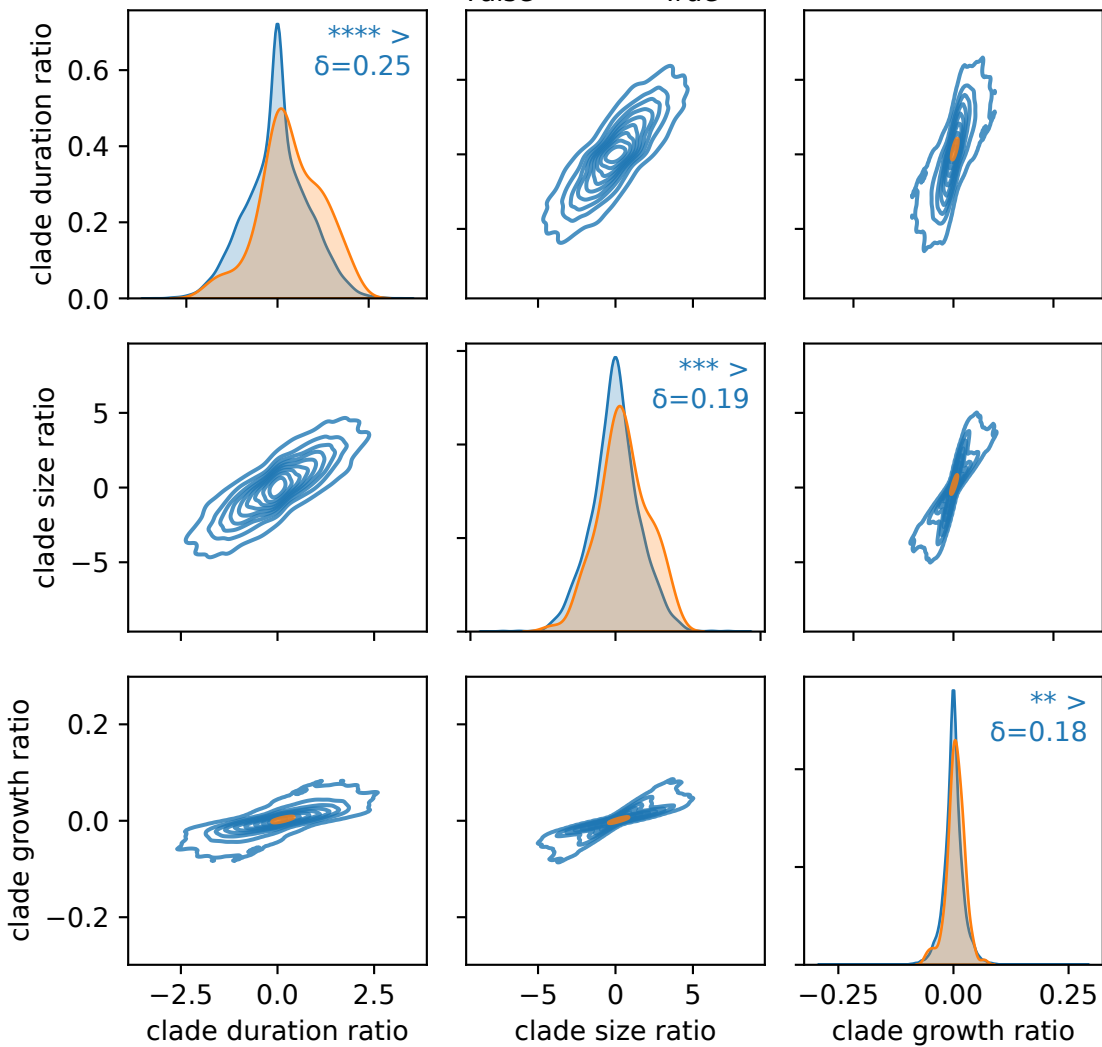 clade duration ratio
0.6
0.4
0.2
0.0
**** >
δ=0.25
clade size ratio
5
0
−5
*** >
δ=0.19
clade growth ratio
0.2
0.0
−0.2
** >
δ=0.18
−2.5 0.0 2.5
−5 0 5
−0.25 0.00 0.25
clade duration ratio
clade size ratio
clade growth ratio